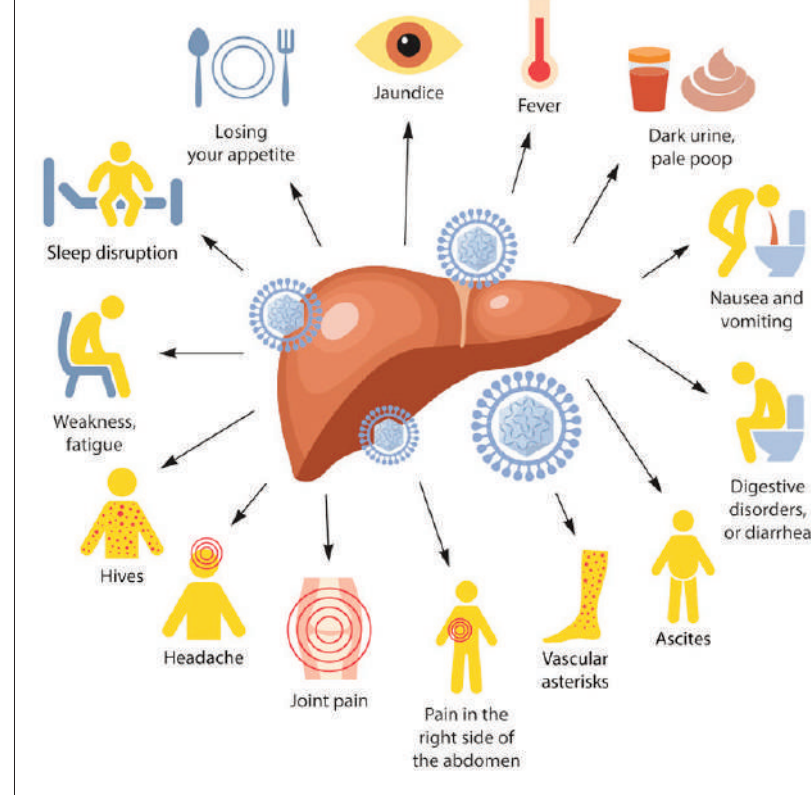 Jaundice
Fever
Losing
your appetite
Dark urine,
pale poop
Sleep disruption
Nausea and
vomiting
Weakness,
fatigue
Digestive
disorders,
or diarrhea
Hives
Headache
Joint pain
Pain in the
right side of
the abdomen
Vascular
asterisks
Ascites